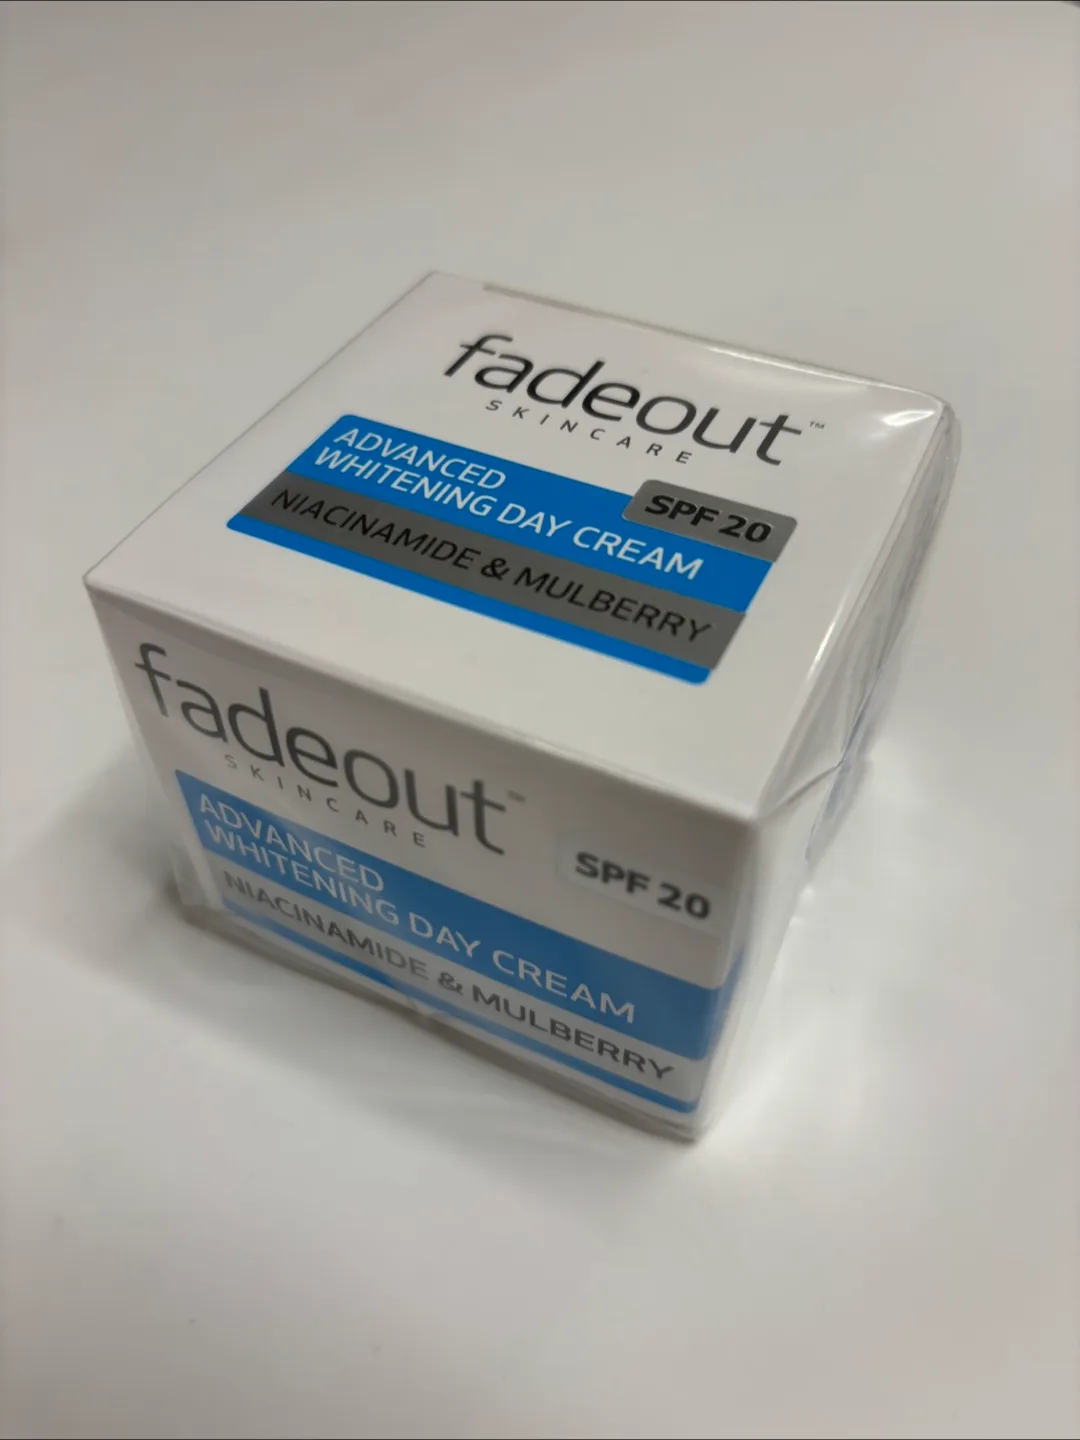 fadeout™
SKINCARE
ADVANCED
WHITENING DAY CREAM
SPF 20
NIACINAMIDE & MULBERRY
fadeout™
SKINCARE
SPF 20
ADVANCED
WHITENING DAY CREAM
NIACINAMIDE & MULBERRY